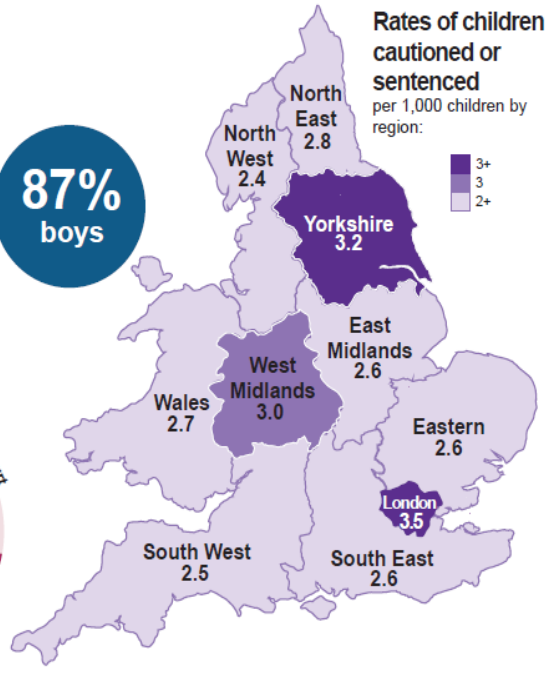 Rates of children
cautioned or
sentenced
per 1,000 children by
region:
3+
3
2+
87%
boys
North
East
2.8
North
West
2.4
Yorkshire
3.2
East
Midlands
2.6
West
Midlands
3.0
Wales
2.7
Eastern
2.6
London
3.5
South West
2.5
South East
2.6